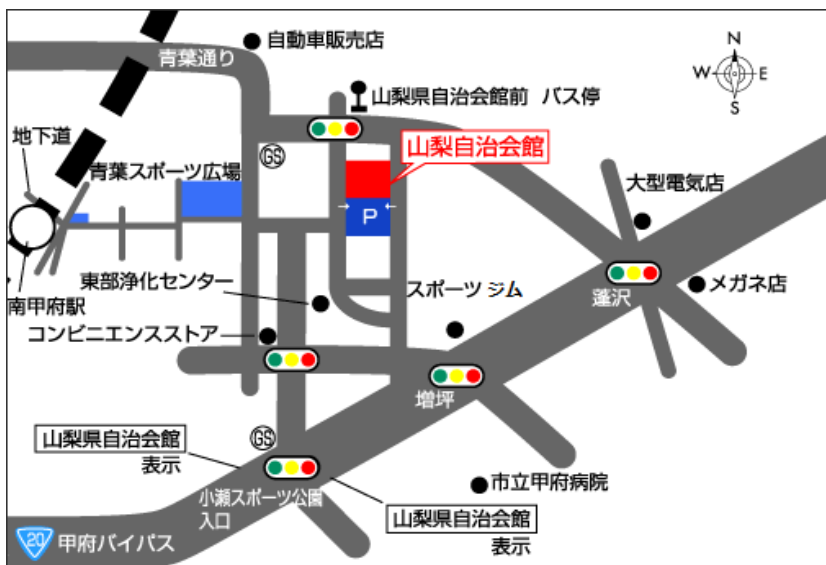 自動車販売店
青葉通り
N
W
E
S
山梨県自治会館前 バス停
地下道
GS
山梨自治会館
青葉スポーツ広場
大型電気店
P
東部浄化センター
スポーツ ジム
メガネ店
蓬沢
南甲府駅
コンビニエンスストア
増坪
山梨県自治会館
表示
GS
小瀬スポーツ公園
入口
市立甲府病院
山梨県自治会館
表示
20
甲府バイパス